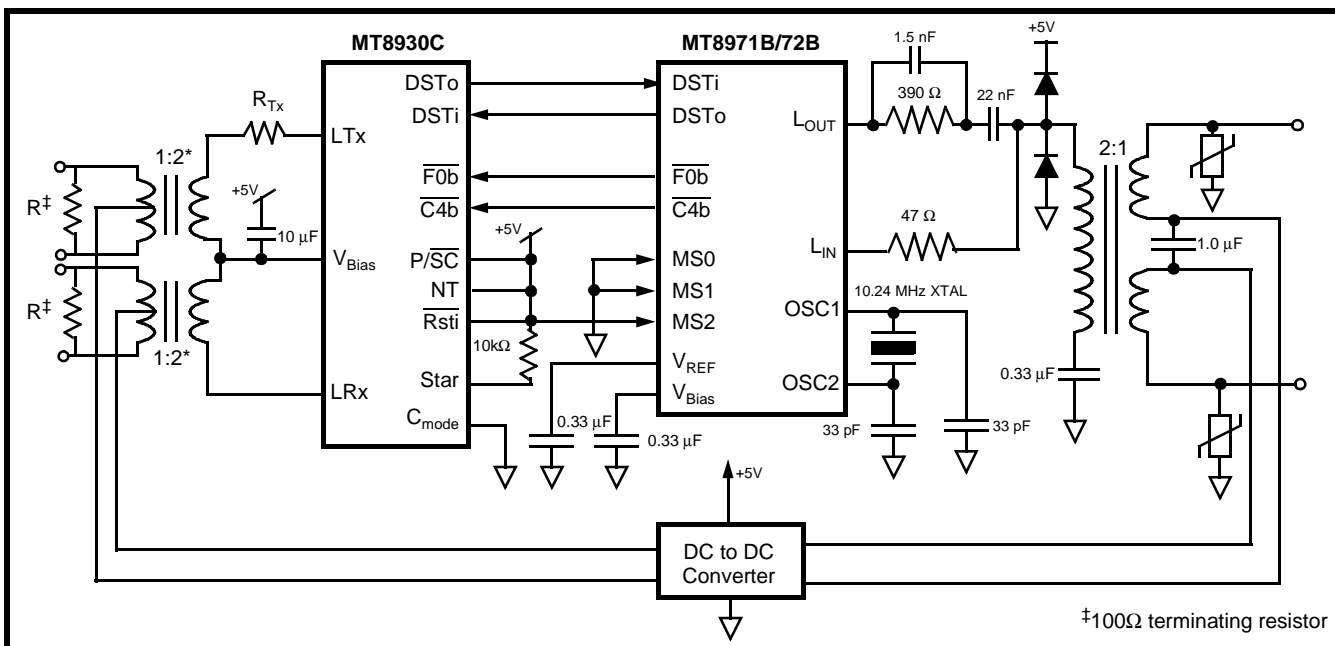 MT8930C
MT8971B/72B
1.5 nF
+5V
DSTo
DSTi
390 Ω
22 nF
R_Tx
DSTi
DSTo
L_OUT
LTx
2:1
1:2*
+5V
F0b
F0b
R‡
C4b
C4b
10 µF
+5V
47 Ω
1.0 µF
V_Bias
P/SC
MS0
L_IN
NT
MS1
10.24 MHz XTAL
R‡
Rsti
MS2
OSC1
1:2*
10kΩ
V_REF
0.33 µF
Star
OSC2
LRx
V_Bias
C_mode
0.33 µF
0.33 µF
33 pF
33 pF
+5V
DC to DC
Converter
‡100Ω terminating resistor